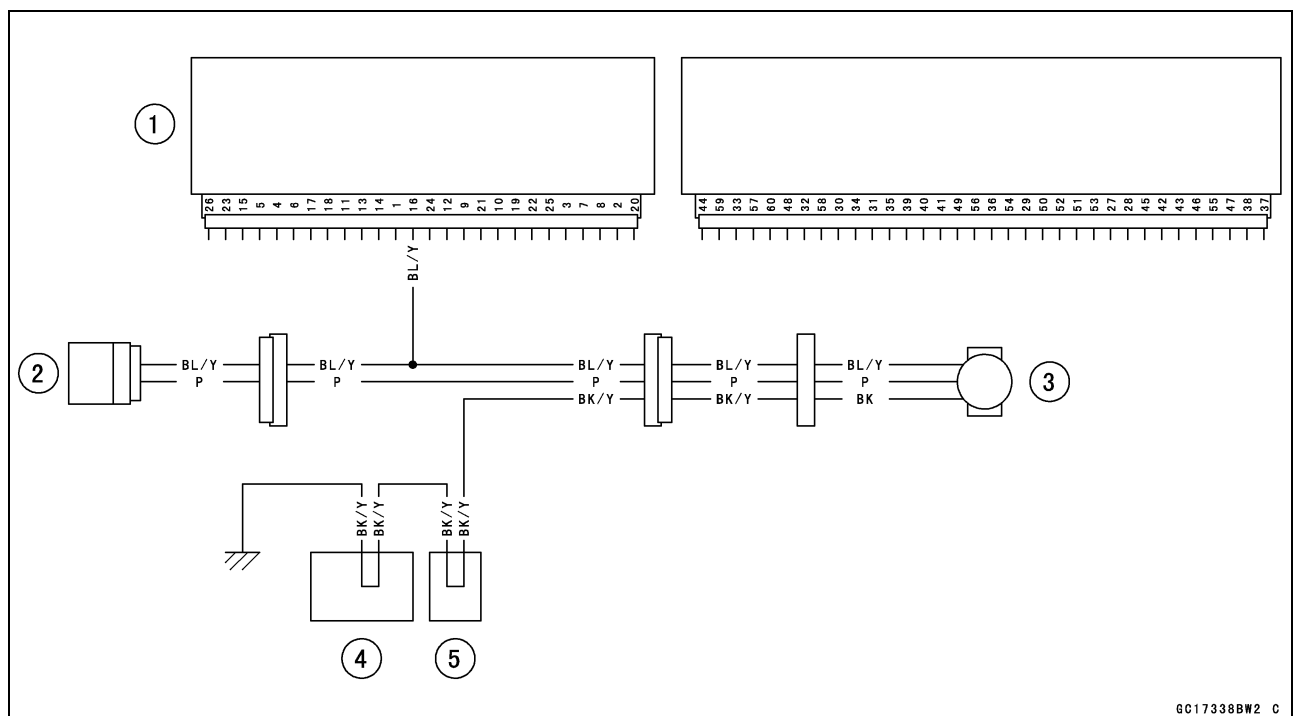 1
26 23 15 5 4 6 17 18 11 13 14 1 16 24 12 9 21 10 19 22 25 3 7 8 2 20
44 59 33 57 60 48 32 58 30 34 31 35 39 40 41 49 56 36 54 29 50 52 51 53 27 28 45 42 43 46 55 47 38 37
BL/Y
2
BL/Y BL/Y BL/Y BL/Y BL/Y
P P P P P
BK/Y BK/Y BK
3
BK/Y BK/Y BK/Y BK/Y
4 5
GC17338BW2 C